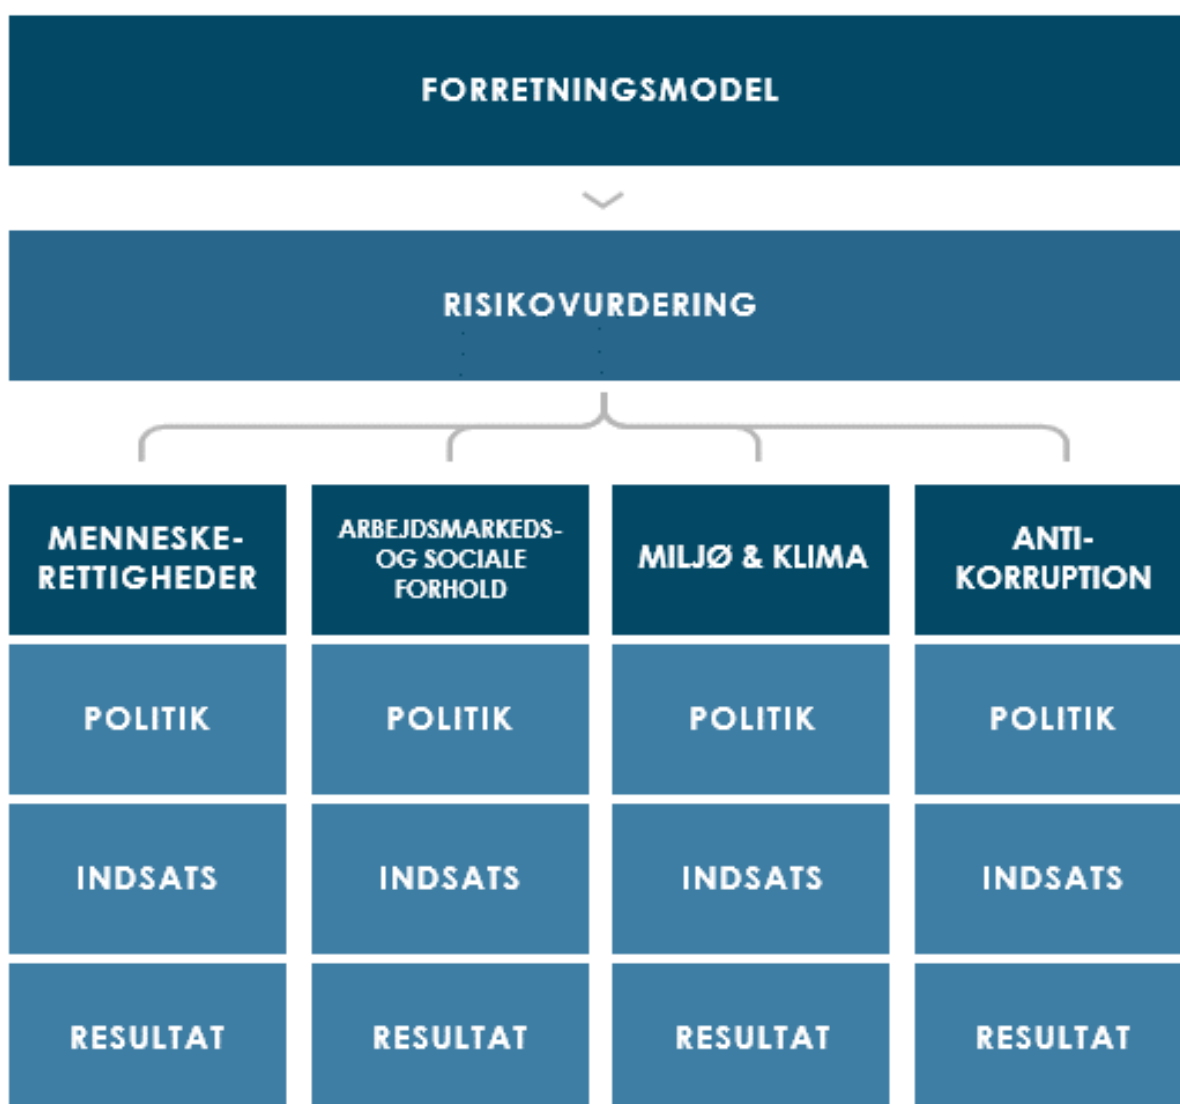 FORRETNINGSMODEL
RISIKOVURDERING
MENNESKE-
RETTIGHEDER
ARBEJDSMARKEDS-
OG SOCIALE
FORHOLD
MILJØ & KLIMA
ANTI-
KORRUPTION
POLITIK
POLITIK
POLITIK
POLITIK
INDSATS
INDSATS
INDSATS
INDSATS
RESULTAT
RESULTAT
RESULTAT
RESULTAT